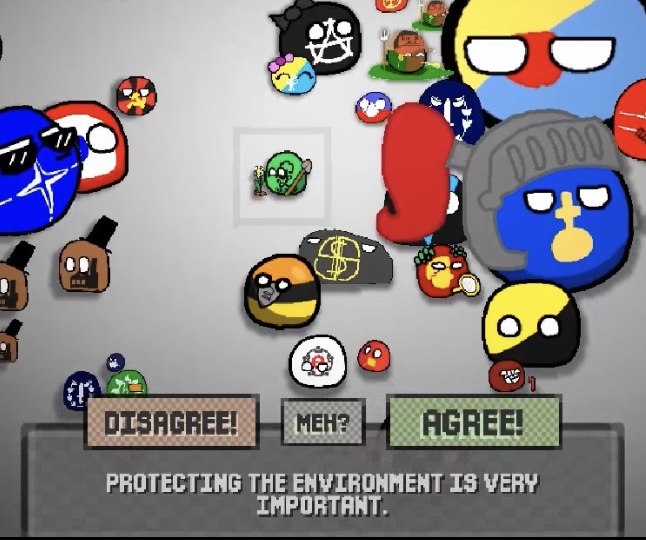 DISAGREE!
MEH?
AGREE!
PROTECTING THE ENVIRONMENT IS VERY
IMPORTANT.